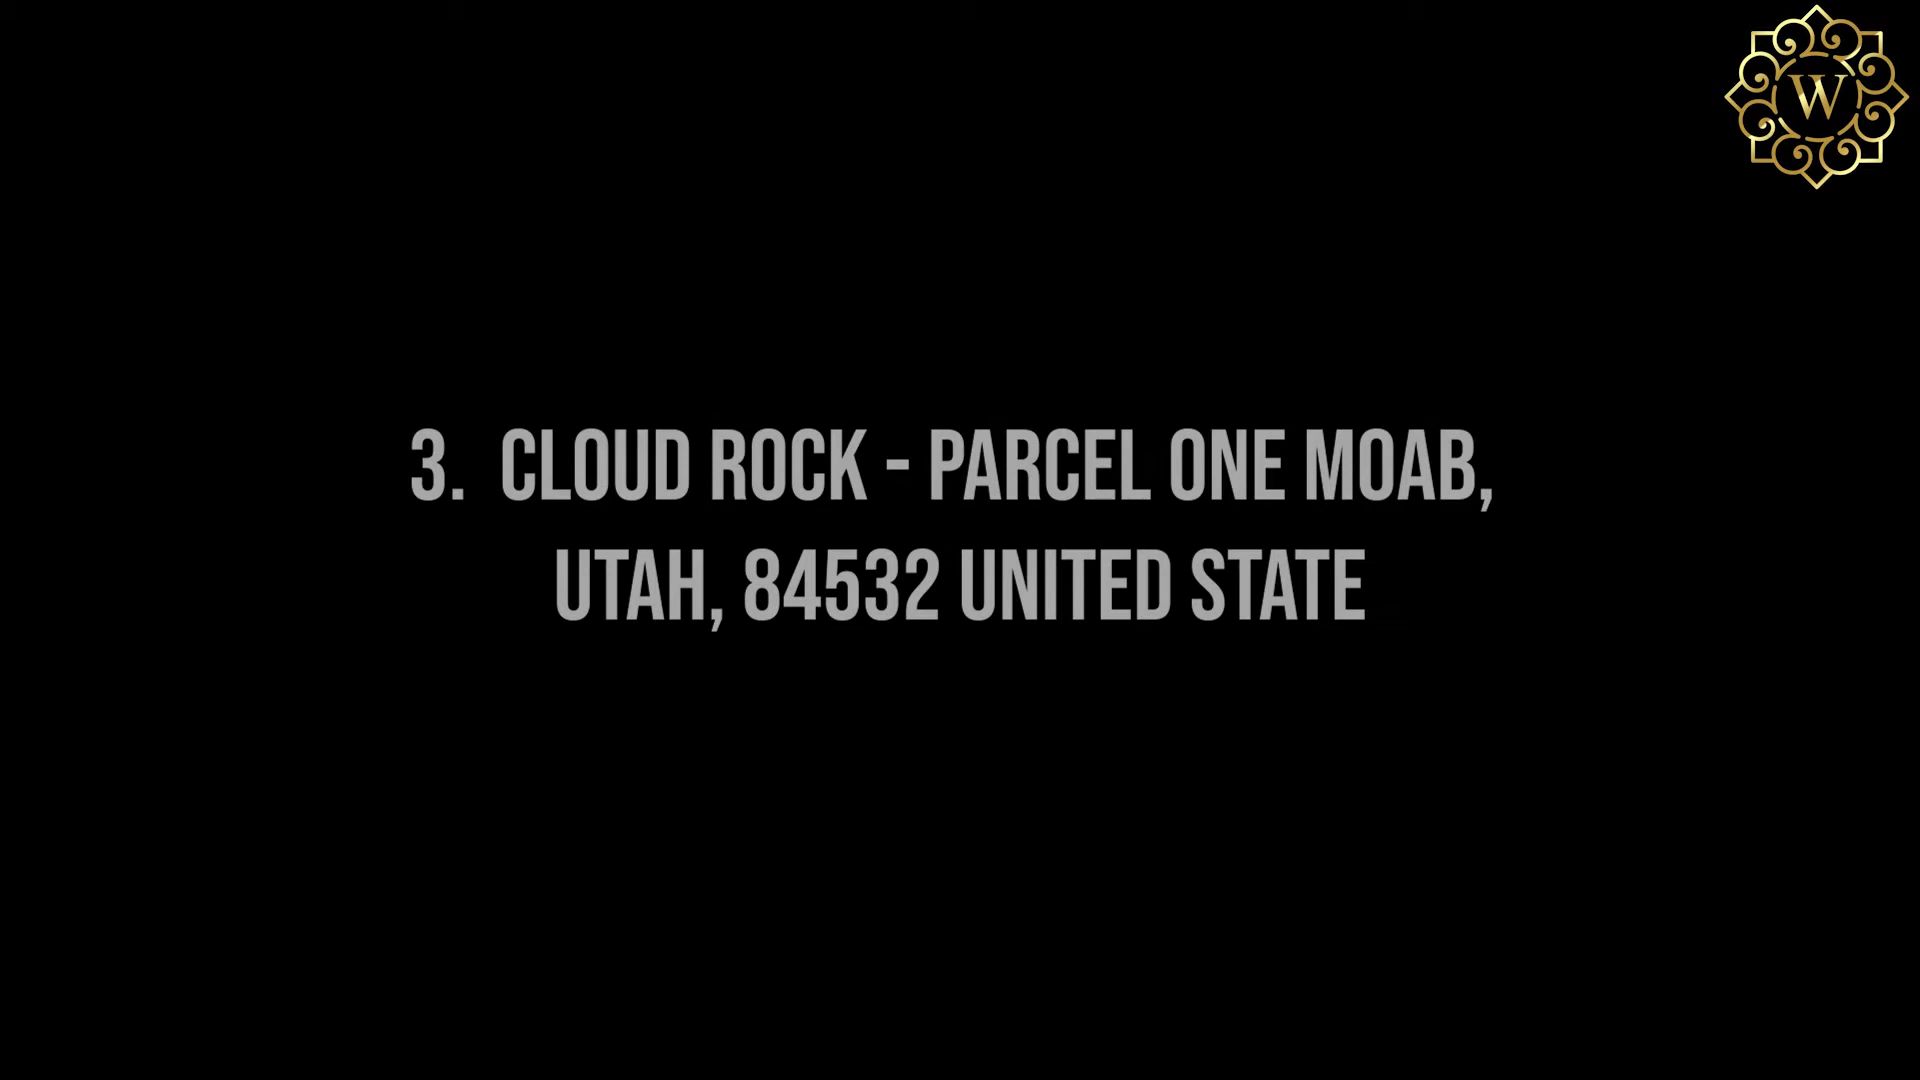 W
3. CLOUD ROCK - PARCEL ONE MOAB,
UTAH, 84532 UNITED STATE